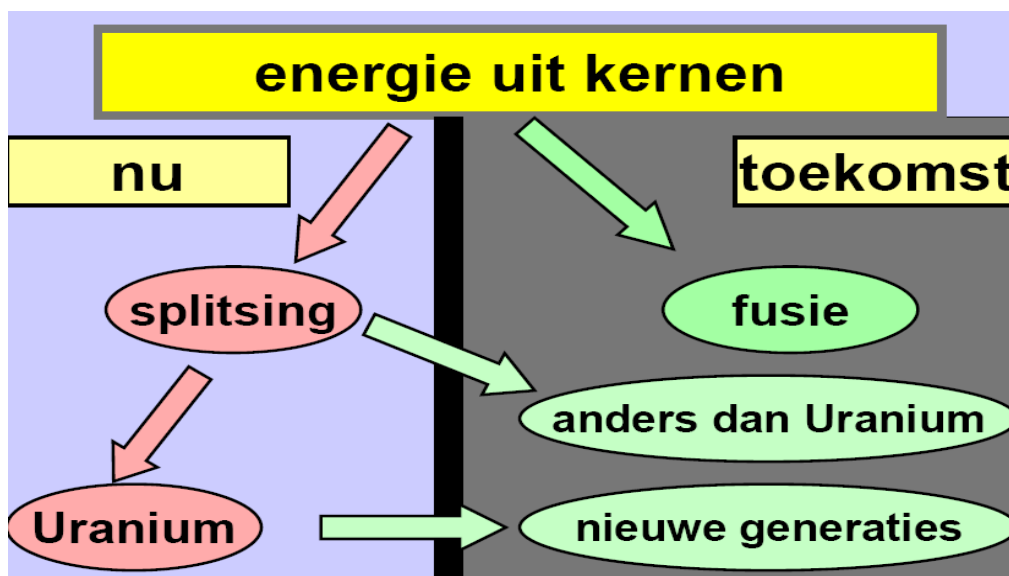 energie uit kernen
nu
toekomst
splitsing
fusie
anders dan Uranium
Uranium
nieuwe generaties